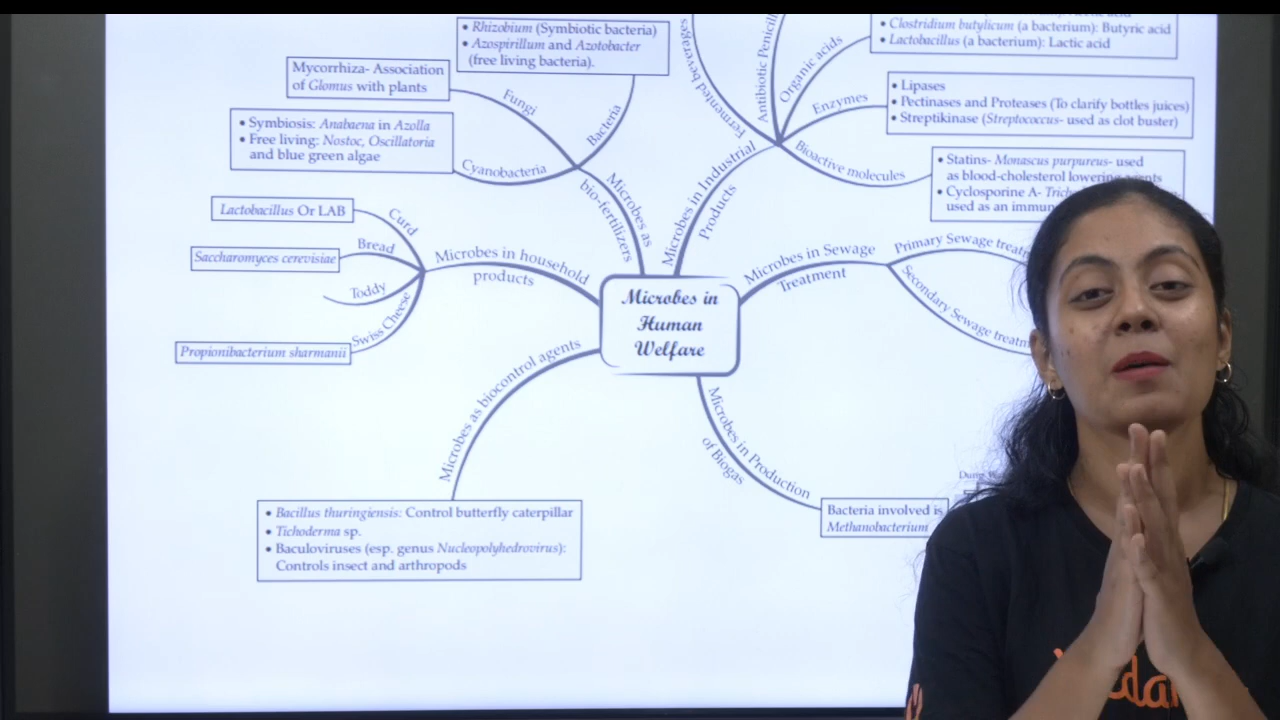 • Rhizobium (Symbiotic bacteria)
• Azospirillum and Azotobacter
(free living bacteria).
Mycorrhiza- Association
of Glomus with plants
• Symbiosis: Anabaena in Azolla
• Free living: Nostoc, Oscillatoria
and blue green algae
Fungi
Bacteria
Cyanobacteria
Microbes as
bio-fertilizers
Lactobacillus Or LAB
Saccharomyces cerevisiae
Propionibacterium sharmanii
Curd
Bread
Toddy
Swiss Cheese
Microbes in household
products
Fermented beverages
Antibiotic
Organic acids
Enzymes
Bioactive molecules
Microbes in Industrial
Products
• Clostridium butylicum (a bacterium): Butyric acid
• Lactobacillus (a bacterium): Lactic acid
• Lipases
• Pectinases and Proteases (To clarify bottles juices)
• Streptikinase (Streptococcus- used as clot buster)
• Statins- Monascus purpureus- used
as blood-cholesterol lowering agents
• Cyclosporine A-
used as an
Microbes in Sewage
Treatment
Primary Sewage
Secondary Sewage
Microbes in
Human
Welfare
Microbes as biocontrol agents
• Bacillus thuringiensis: Control butterfly caterpillar
• Tichoderma sp.
• Baculoviruses (esp. genus Nucleopolyhedrovirus):
Controls insect and arthropods
Microbes in Production
of Biogas
Bacteria involved is
Methanobacterium